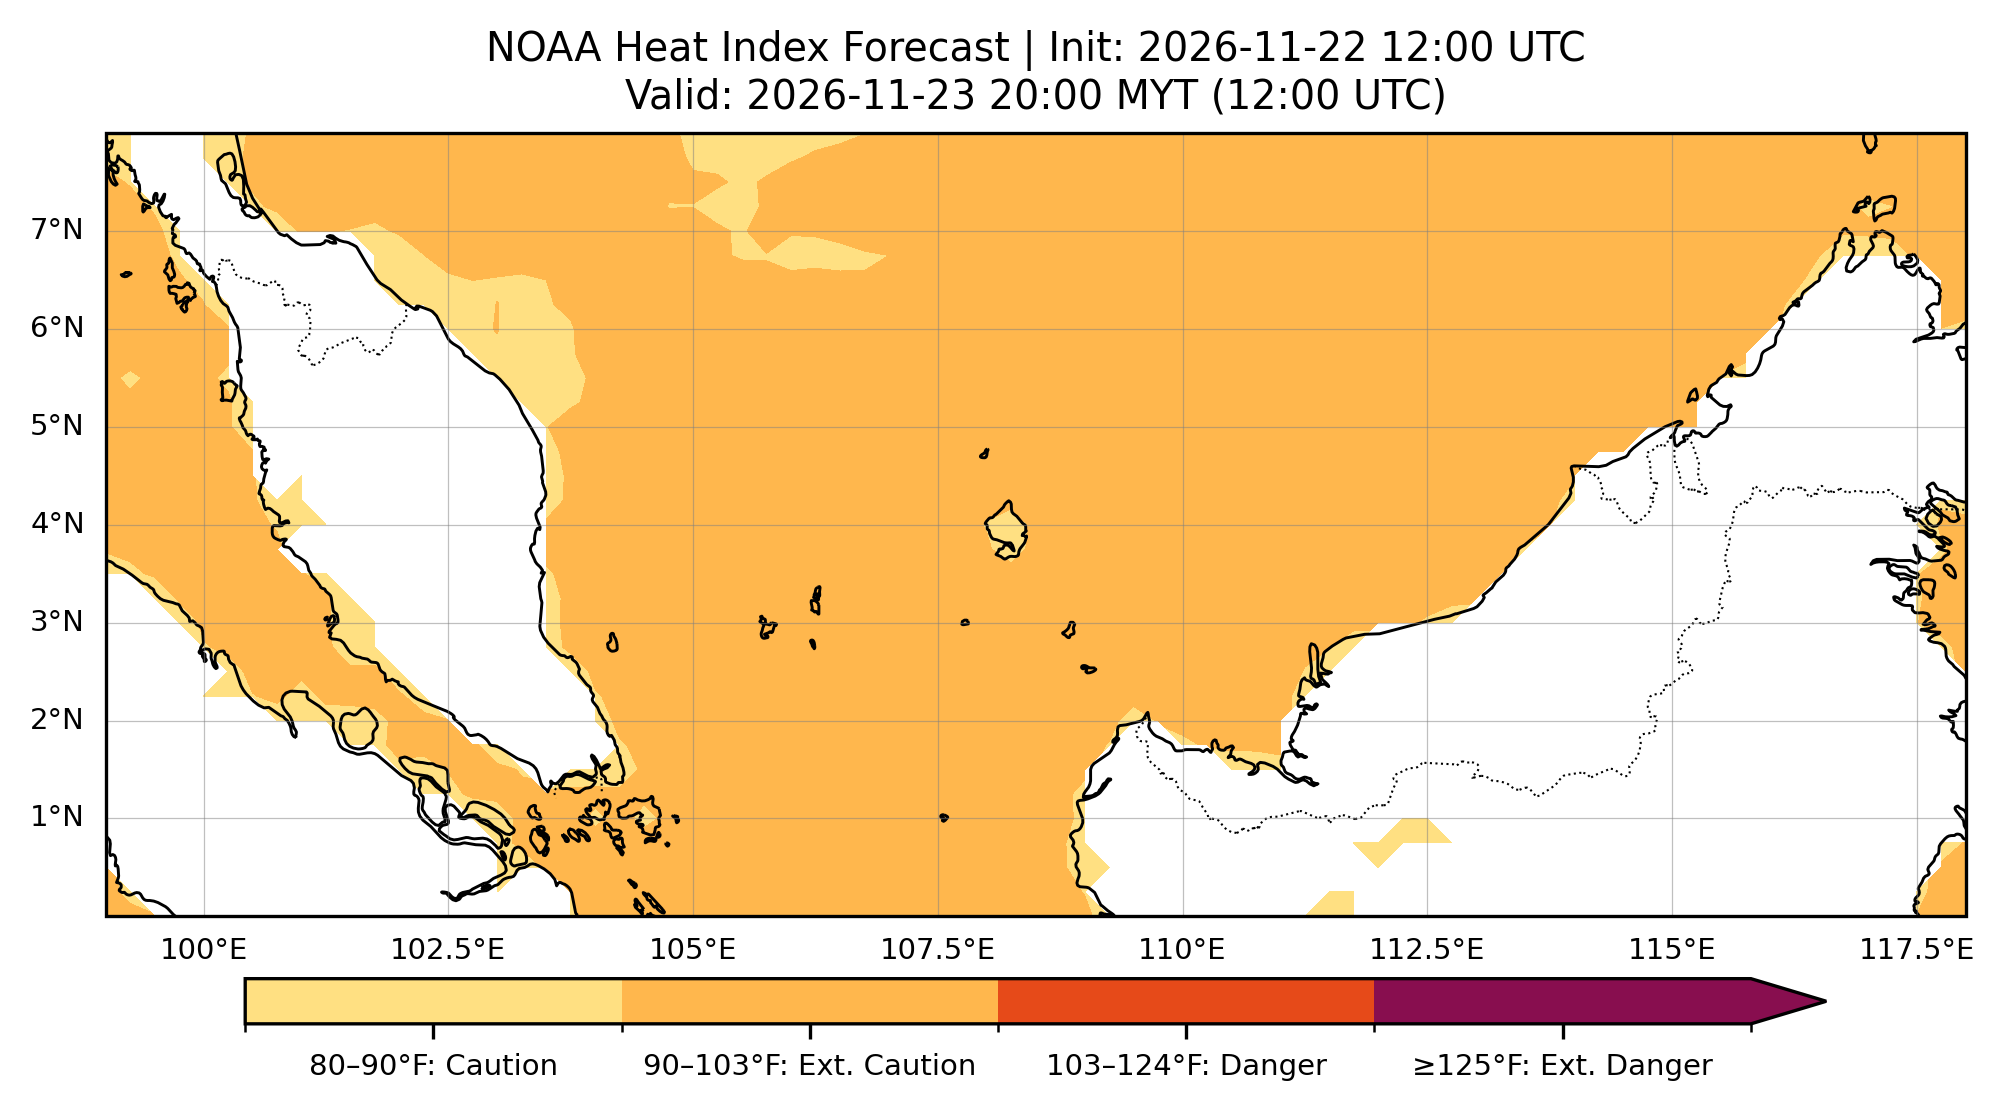 NOAA Heat Index Forecast | Init: 2026-11-22 12:00 UTC
Valid: 2026-11-23 20:00 MYT (12:00 UTC)
7°N
6°N
5°N
4°N
3°N
2°N
1°N
100°E 102.5°E 105°E 107.5°E 110°E 112.5°E 115°E 117.5°E
80–90°F: Caution 90–103°F: Ext. Caution 103–124°F: Danger ≥125°F: Ext. Danger